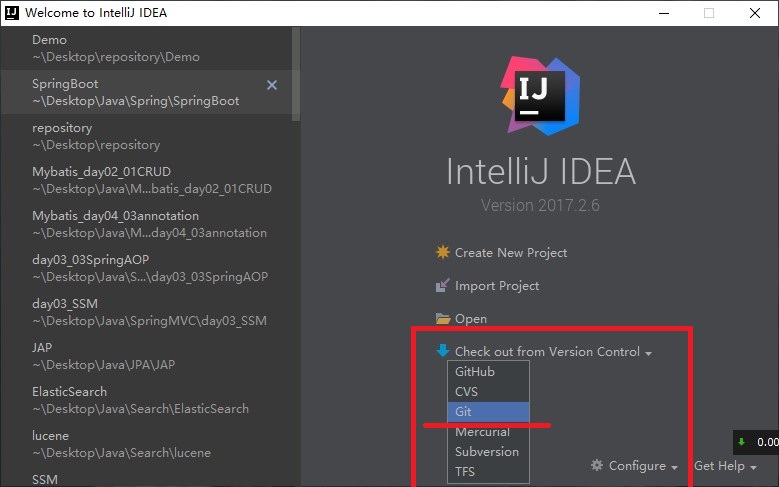 Welcome to IntelliJ IDEA
Demo
~\Desktop\repository\Demo
SpringBoot
~\Desktop\Java\Spring\SpringBoot
repository
~\Desktop\repository
Mybatis_day02_01CRUD
~\Desktop\Java\M...batis_day02_01CRUD
Mybatis_day04_03annotation
~\Desktop\Java\M...day04_03annotation
day03_03SpringAOP
~\Desktop\Java\S...\day03_03SpringAOP
day03_SSM
~\Desktop\Java\SpringMVC\day03_SSM
JAP
~\Desktop\Java\JPA\JAP
ElasticSearch
~\Desktop\Java\Search\ElasticSearch
lucene
~\Desktop\Java\Search\lucene
SSM
IJ
IntelliJ IDEA
Version 2017.2.6
Create New Project
Import Project
Open
Check out from Version Control
GitHub
CVS
Git
Mercurial
Subversion
TFS
0.00
Configure
Get Help